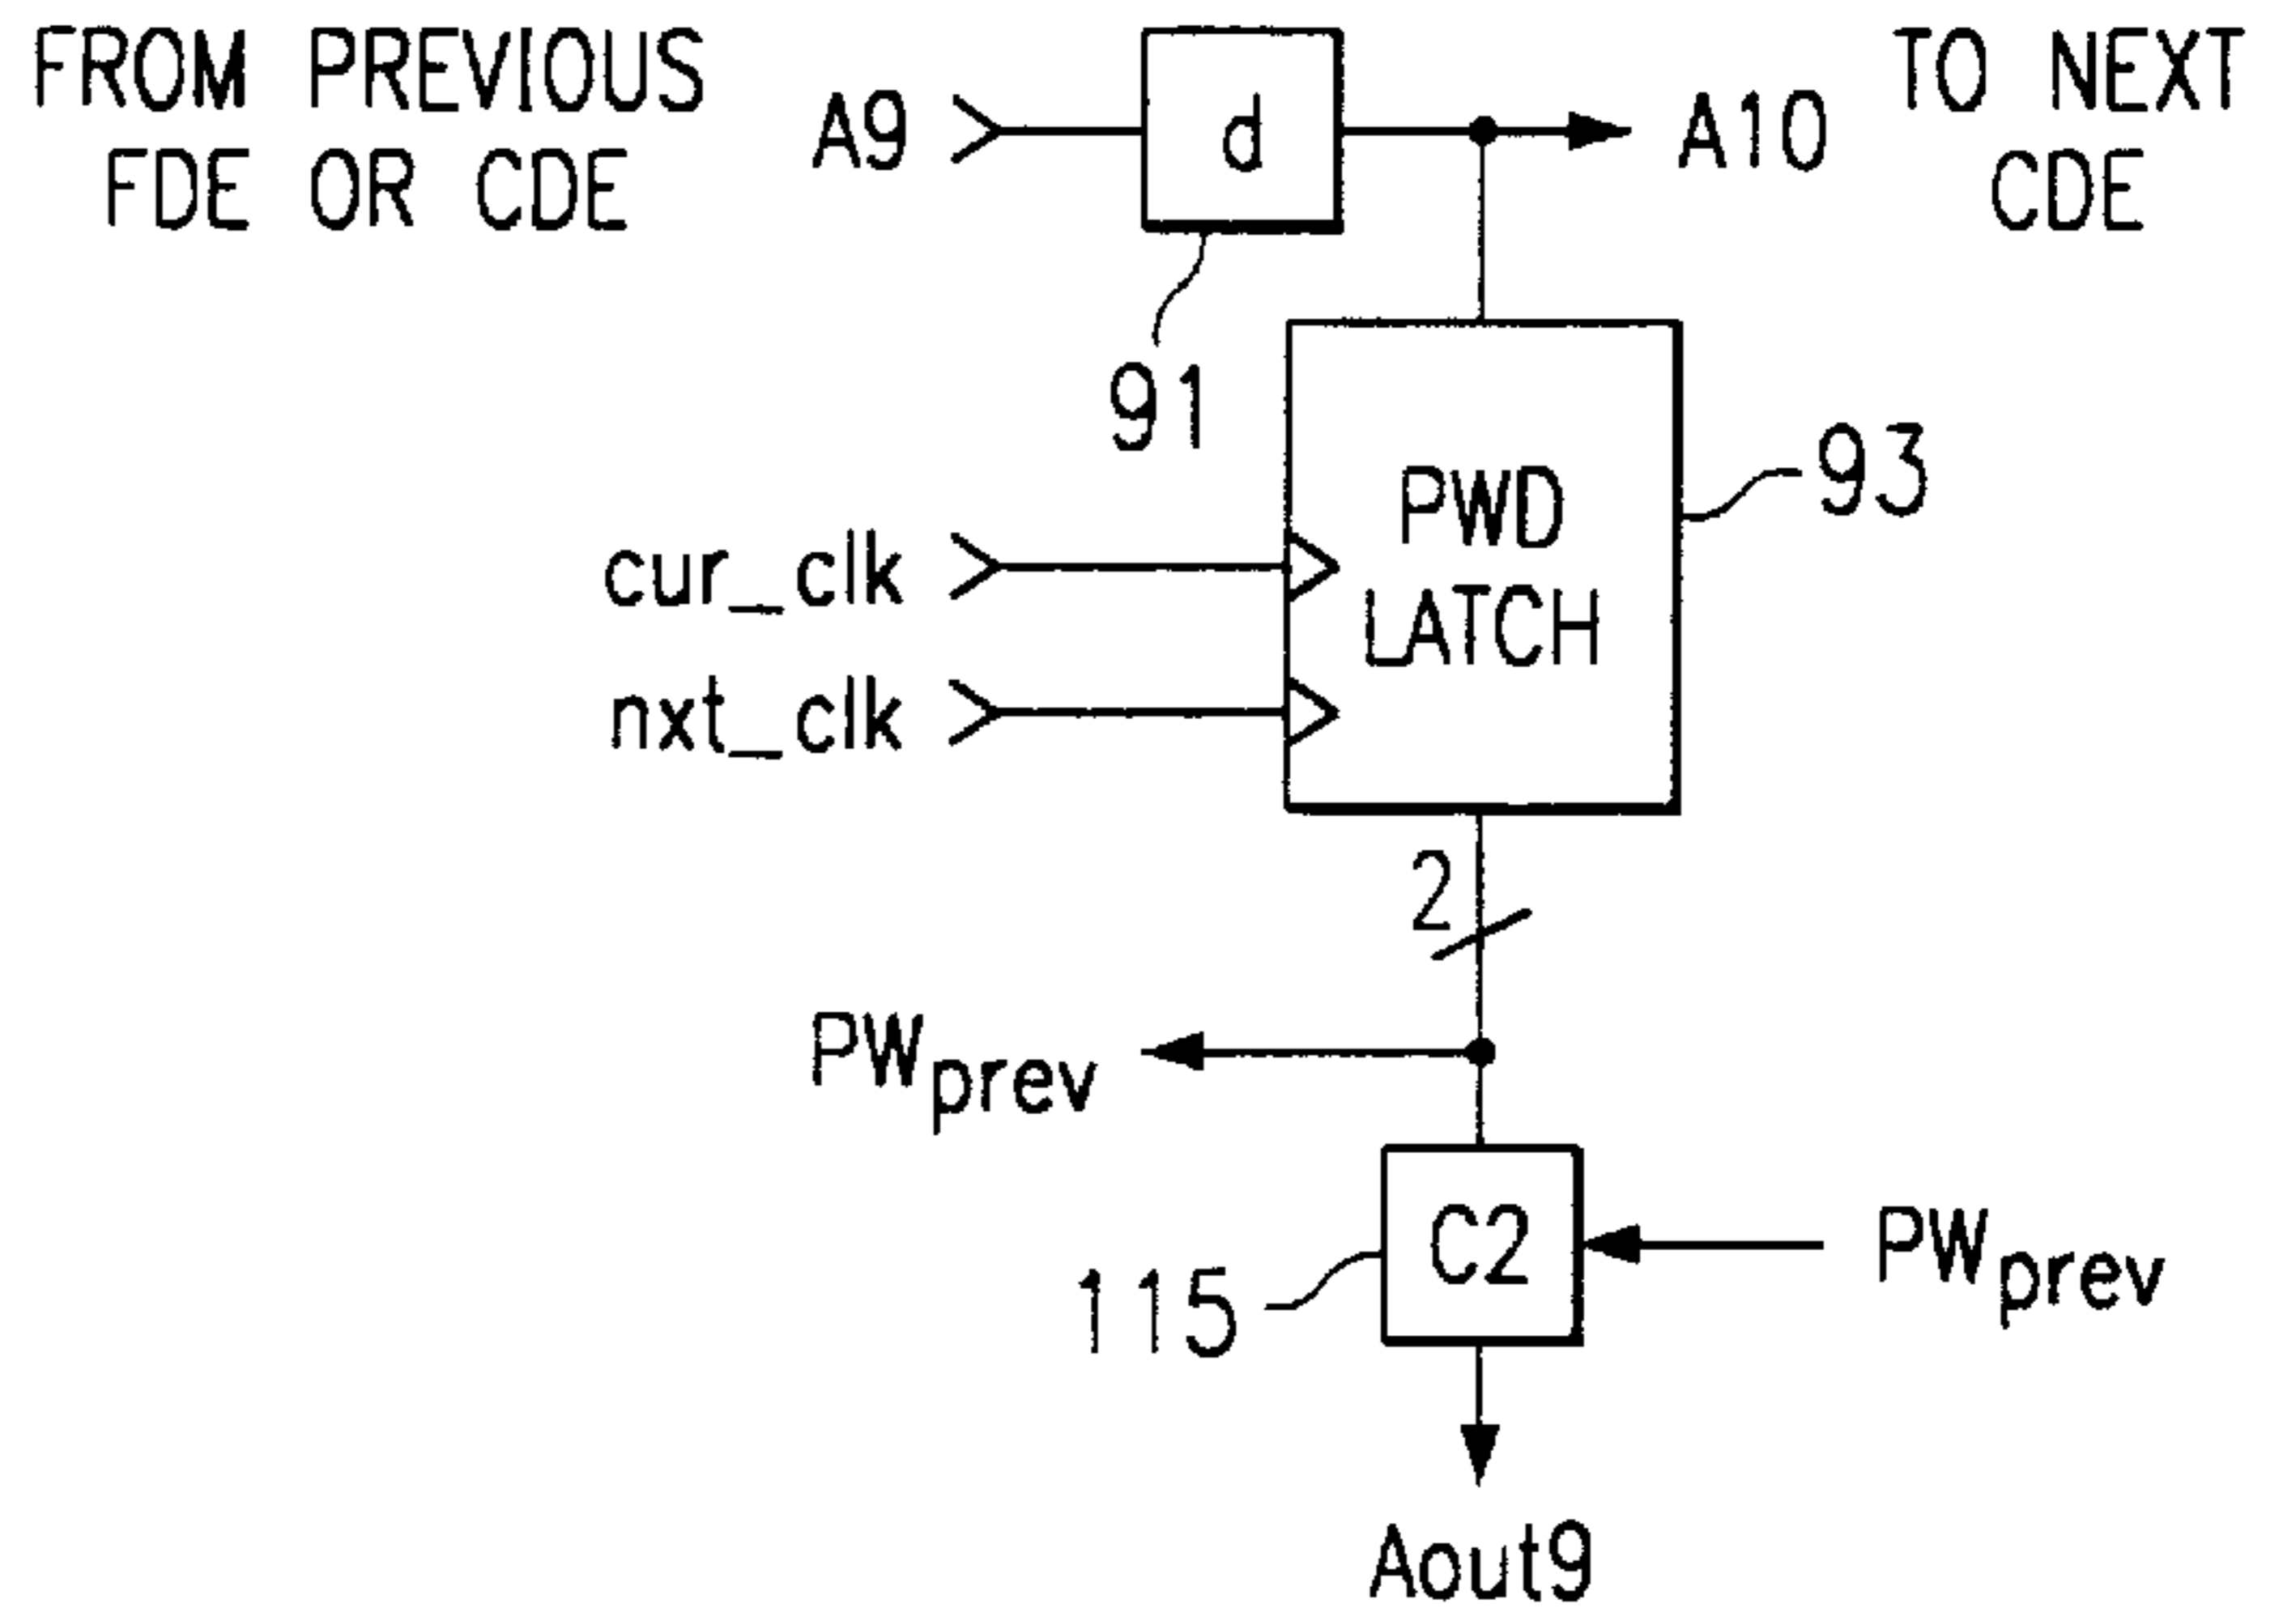 FROM PREVIOUS
FDE OR CDE
A9
d
A10
TO NEXT
CDE
91
93
PWD
LATCH
cur_clk
nxt_clk
2
PWprev
C2
115
PWprev
Aout9